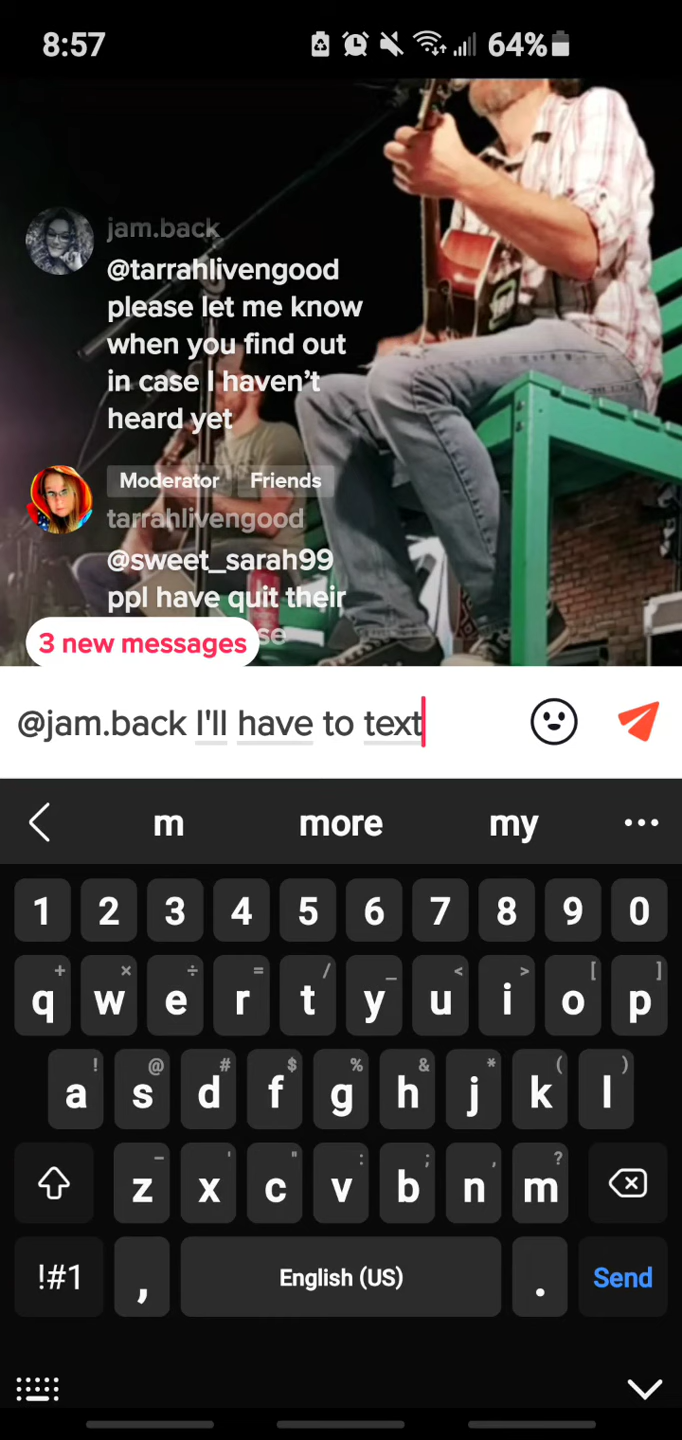 8:57 64%
jam.back
@tarrahlivengood
please let me know
when you find out
in case I haven't
heard yet
Moderator Friends
tarrahlivengood
@sweet_sarah99
ppl have quit their
3 new messages
@jam.back I'll have to text
m more my
1 2 3 4 5 6 7 8 9 0
+ × ÷ = / _ < > [ ]
q w e r t y u i o p
! @ # $ % & * ( )
a s d f g h j k l
- ' " : ; , ?
z x c v b n m
!#1 , English (US) . Send